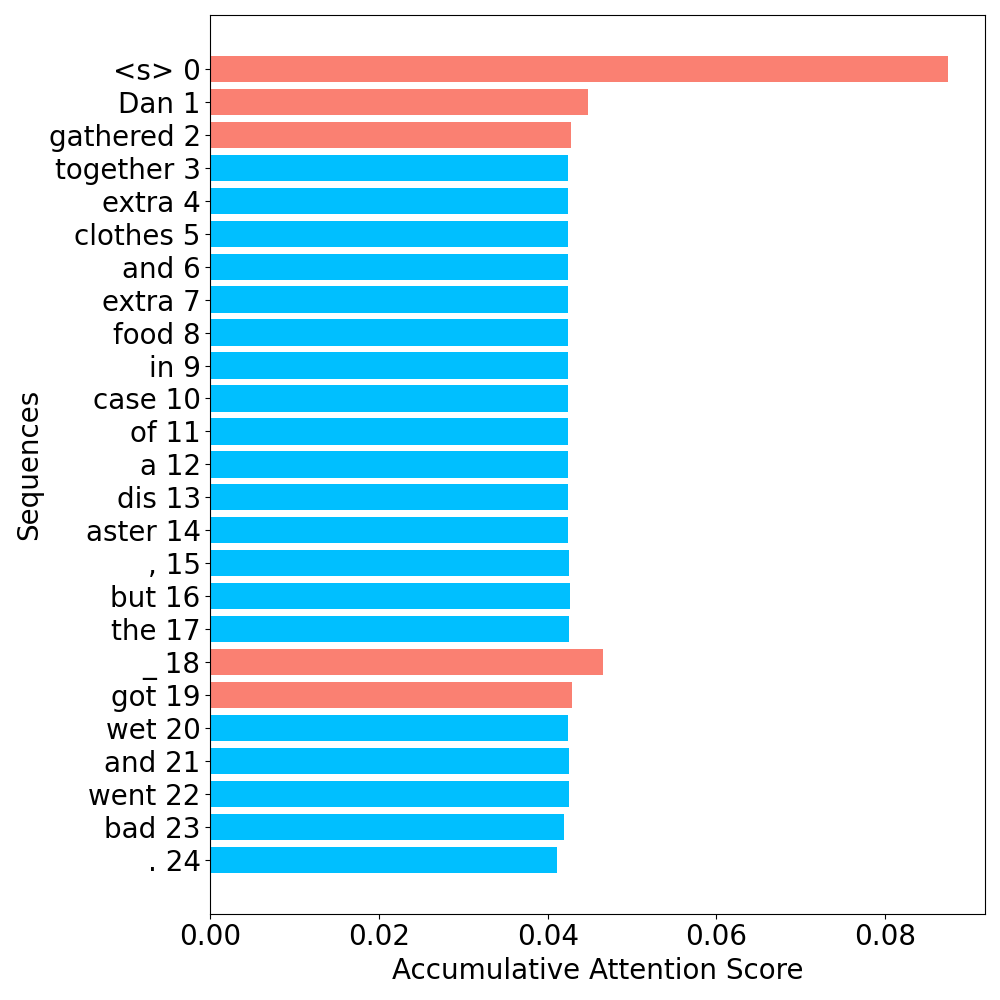 <s> 0
Dan 1
gathered 2
together 3
extra 4
clothes 5
and 6
extra 7
food 8
in 9
case 10
of 11
a 12
dis 13
aster 14
, 15
but 16
the 17
_ 18
got 19
wet 20
and 21
went 22
bad 23
. 24
Sequences
0.00 0.02 0.04 0.06 0.08
Accumulative Attention Score